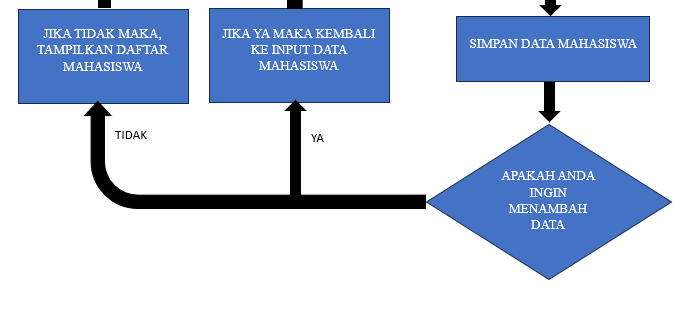 JIKA TIDAK MAKA,
TAMPILKAN DAFTAR
MAHASISWA
JIKA YA MAKA KEMBALI
KE INPUT DATA
MAHASISWA
SIMPAN DATA MAHASISWA
TIDAK
YA
APAKAH ANDA
INGIN
MENAMBAH
DATA